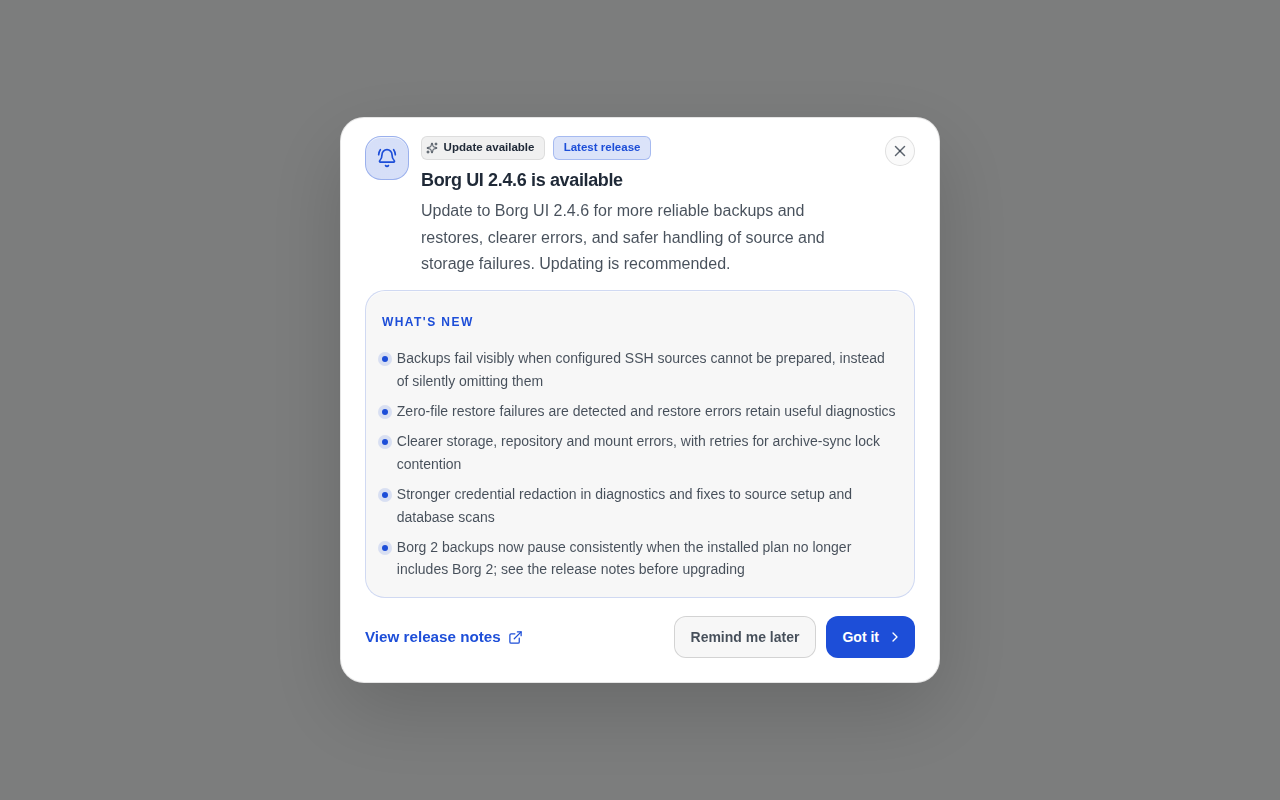 Update available
Latest release
Borg UI 2.4.6 is available
Update to Borg UI 2.4.6 for more reliable backups and
restores, clearer errors, and safer handling of source and
storage failures. Updating is recommended.
WHAT'S NEW
Backups fail visibly when configured SSH sources cannot be prepared, instead
of silently omitting them
Zero-file restore failures are detected and restore errors retain useful diagnostics
Clearer storage, repository and mount errors, with retries for archive-sync lock
contention
Stronger credential redaction in diagnostics and fixes to source setup and
database scans
Borg 2 backups now pause consistently when the installed plan no longer
includes Borg 2; see the release notes before upgrading
View release notes
Remind me later
Got it